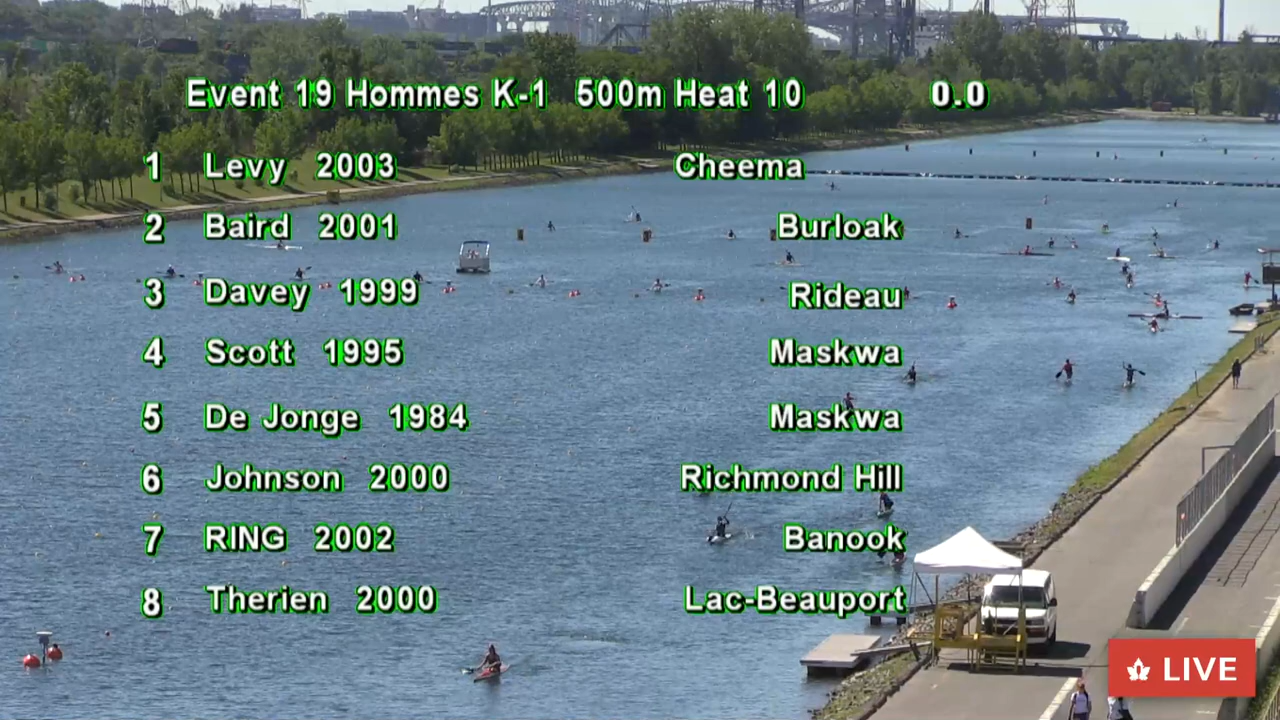 Event 19 Hommes K-1 500m Heat 10 0.0
1 Levy 2003 Cheema
2 Baird 2001 Burloak
3 Davey 1999 Rideau
4 Scott 1995 Maskwa
5 De Jonge 1984 Maskwa
6 Johnson 2000 Richmond Hill
7 RING 2002 Banook
8 Therien 2000 Lac-Beauport
LIVE